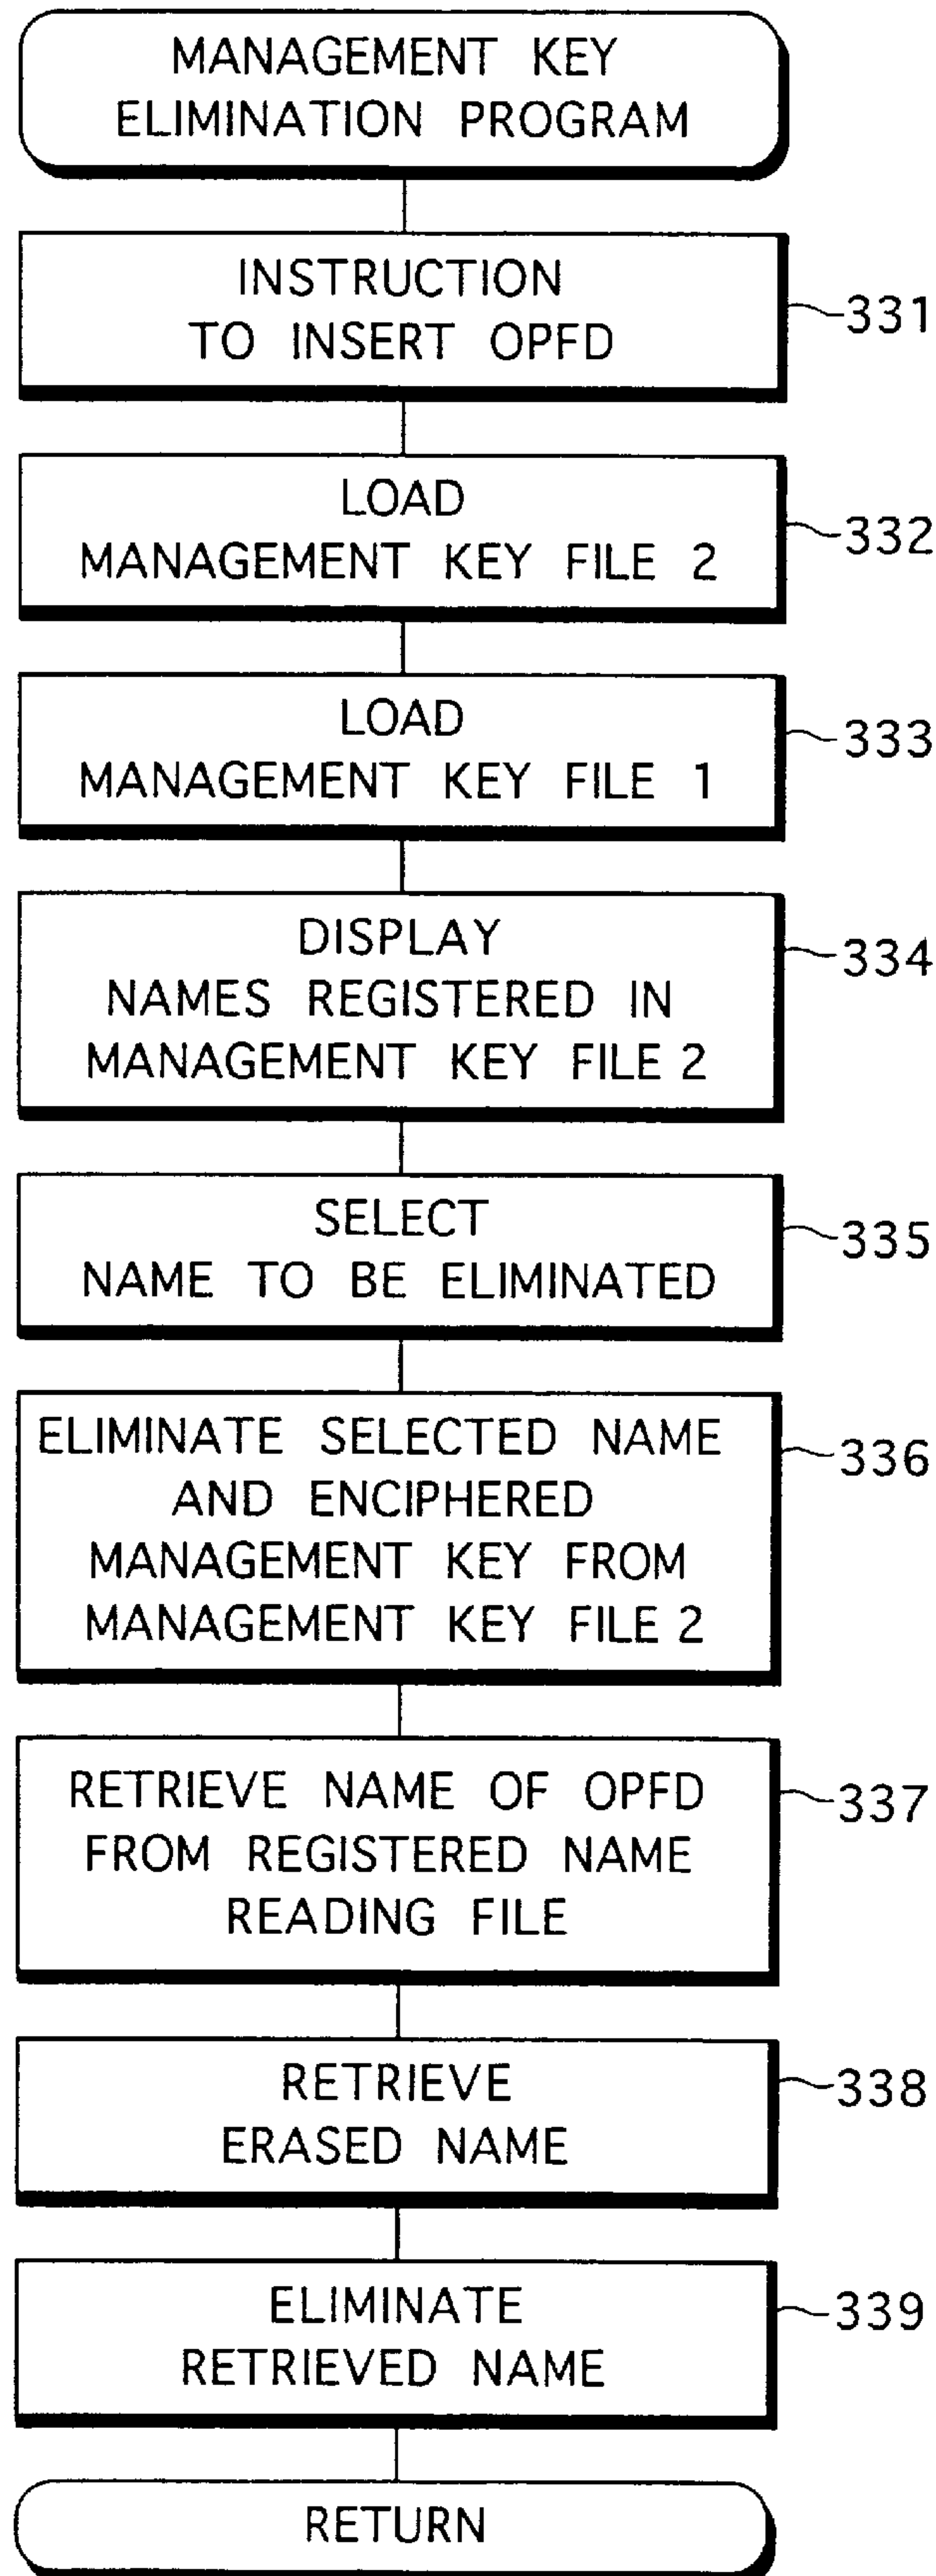 MANAGEMENT KEY
ELIMINATION PROGRAM
INSTRUCTION
TO INSERT OPFD
331
LOAD
MANAGEMENT KEY FILE 2
332
LOAD
MANAGEMENT KEY FILE 1
333
DISPLAY
NAMES REGISTERED IN
MANAGEMENT KEY FILE 2
334
SELECT
NAME TO BE ELIMINATED
335
ELIMINATE SELECTED NAME
AND ENCIPHERED
MANAGEMENT KEY FROM
MANAGEMENT KEY FILE 2
336
RETRIEVE NAME OF OPFD
FROM REGISTERED NAME
READING FILE
337
RETRIEVE
ERASED NAME
338
ELIMINATE
RETRIEVED NAME
339
RETURN